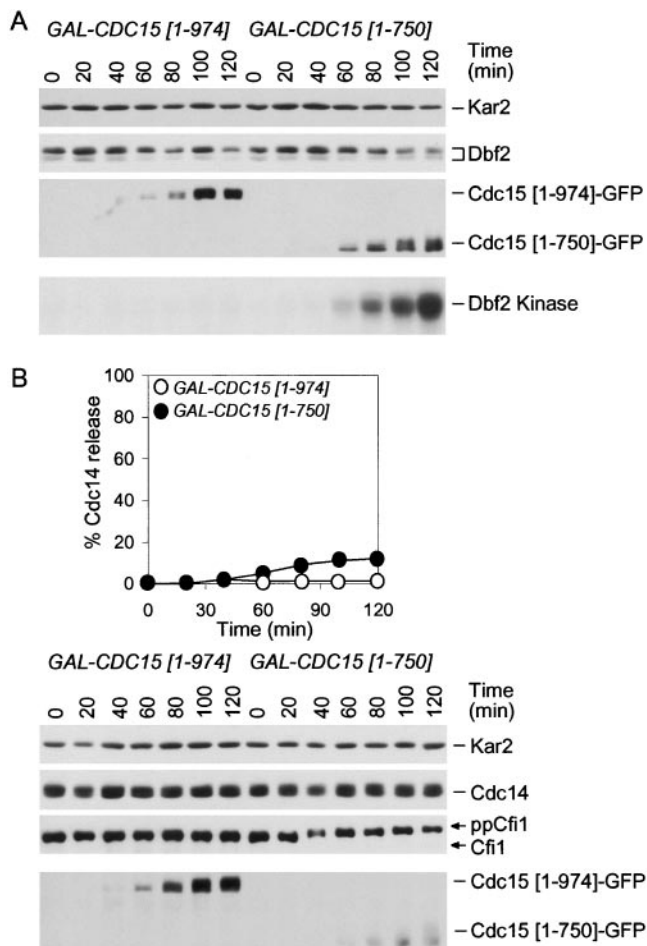 A
GAL-CDC15 [1-974] GAL-CDC15 [1-750]
0 20 40 60 80 100 120 0 20 40 60 80 100 120 Time (min)
Kar2
Dbf2
Cdc15 [1-974]-GFP
Cdc15 [1-750]-GFP
Dbf2 Kinase
B
100
80
60
40
20
0
% Cdc14 release
GAL-CDC15 [1-974]
GAL-CDC15 [1-750]
0 30 60 90 120
Time (min)
GAL-CDC15 [1-974] GAL-CDC15 [1-750]
0 20 40 60 80 100 120 0 20 40 60 80 100 120 Time (min)
Kar2
Cdc14
ppCfi1
Cfi1
Cdc15 [1-974]-GFP
Cdc15 [1-750]-GFP